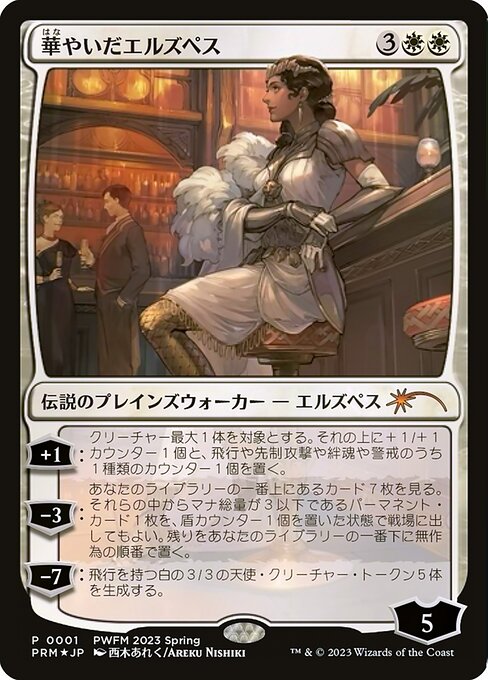 はな
華やいだエルズペス 3
伝説のプレインズウォーカー — エルズペス
+1 : クリーチャー最大1体を対象とする。それの上に+1/+1
カウンター1個と、飛行や先制攻撃や絆魂や警戒のうち
1種類のカウンター1個を置く。
あなたのライブラリーの一番上にあるカード7枚を見る。
それらの中からマナ総量が3以下であるパーマネント・
-3 : カード1枚を、盾カウンター1個を置いた状態で戦場に出
してもよい。残りをあなたのライブラリーの一番下に無作
為の順番で置く。
-7 : 飛行を持つ白の3/3の天使・クリーチャー・トークン5体
を生成する。
5
P 0001 PWFM 2023 Spring
PRM★JP 西木あれく/AREKU NISHIKI ™ & © 2023 Wizards of the Coast